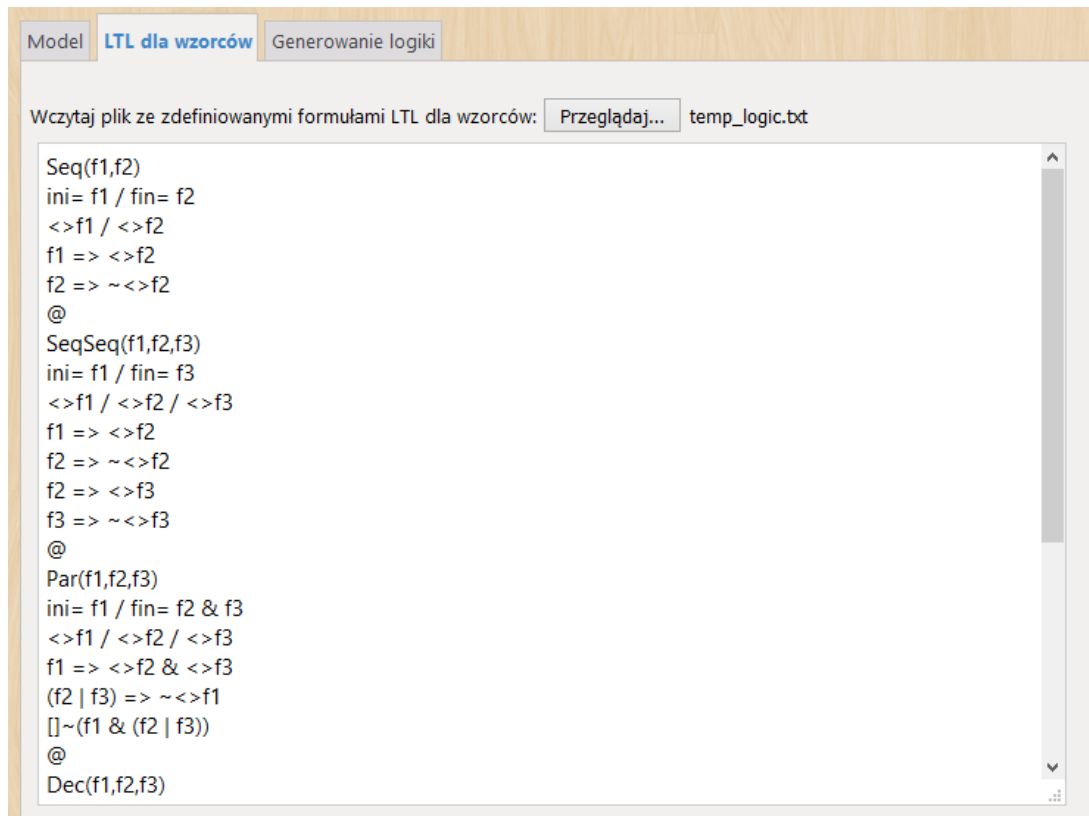 Model LTL dla wzorców Generowanie logiki
Wczytaj plik ze zdefiniowanymi formułami LTL dla wzorców: Przeglądaj... temp_logic.txt
Seq(f1,f2)
ini= f1 / fin= f2
<>f1 / <>f2
f1 => <>f2
f2 => ~<>f2
@
SeqSeq(f1,f2,f3)
ini= f1 / fin= f3
<>f1 / <>f2 / <>f3
f1 => <>f2
f2 => ~<>f2
f2 => <>f3
f3 => ~<>f3
@
Par(f1,f2,f3)
ini= f1 / fin= f2 & f3
<>f1 / <>f2 / <>f3
f1 => <>f2 & <>f3
(f2 | f3) => ~<>f1
[]~(f1 & (f2 | f3))
@
Dec(f1,f2,f3)